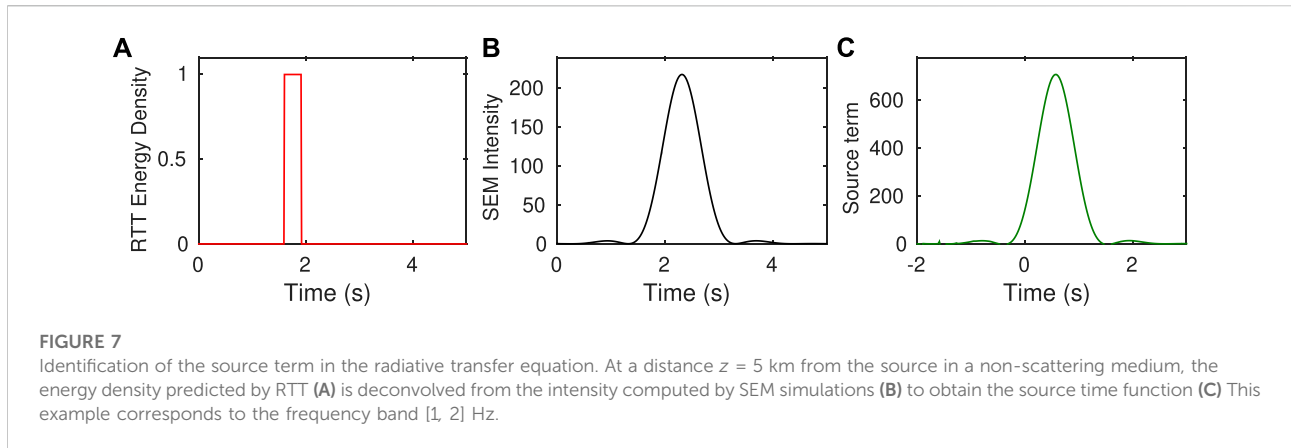 A
B
C
RTT Energy Density
1
0.5
0
0
2
4
Time (s)
SEM Intensity
200
150
100
50
0
0
2
4
Time (s)
Source term
600
400
200
0
-2
0
2
Time (s)
FIGURE 7
Identification of the source term in the radiative transfer equation. At a distance z = 5 km from the source in a non-scattering medium, the
energy density predicted by RTT (A) is deconvolved from the intensity computed by SEM simulations (B) to obtain the source time function (C) This
example corresponds to the frequency band [1, 2] Hz.